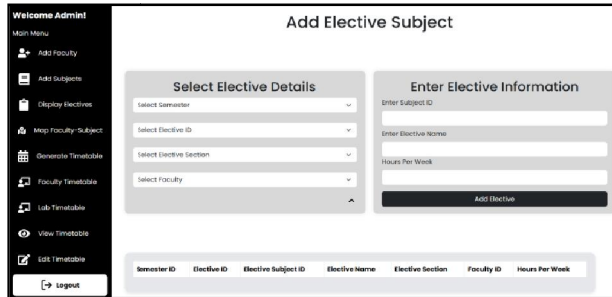 Welcome Admin!
Main Menu
Add Faculty
Add Subjects
Display Electives
Map Faculty-Subject
Generate Timetable
Faculty Timetable
Lab Timetable
View Timetable
Edit Timetable
Logout
Add Elective Subject
Select Elective Details
Select Semester
Select Elective ID
Select Elective Section
Select Faculty
Enter Elective Information
Enter Subject ID
Enter Elective Name
Hours Per Week
Add Elective
Semester ID Elective ID Elective Subject ID Elective Name Elective Section Faculty ID Hours Per Week